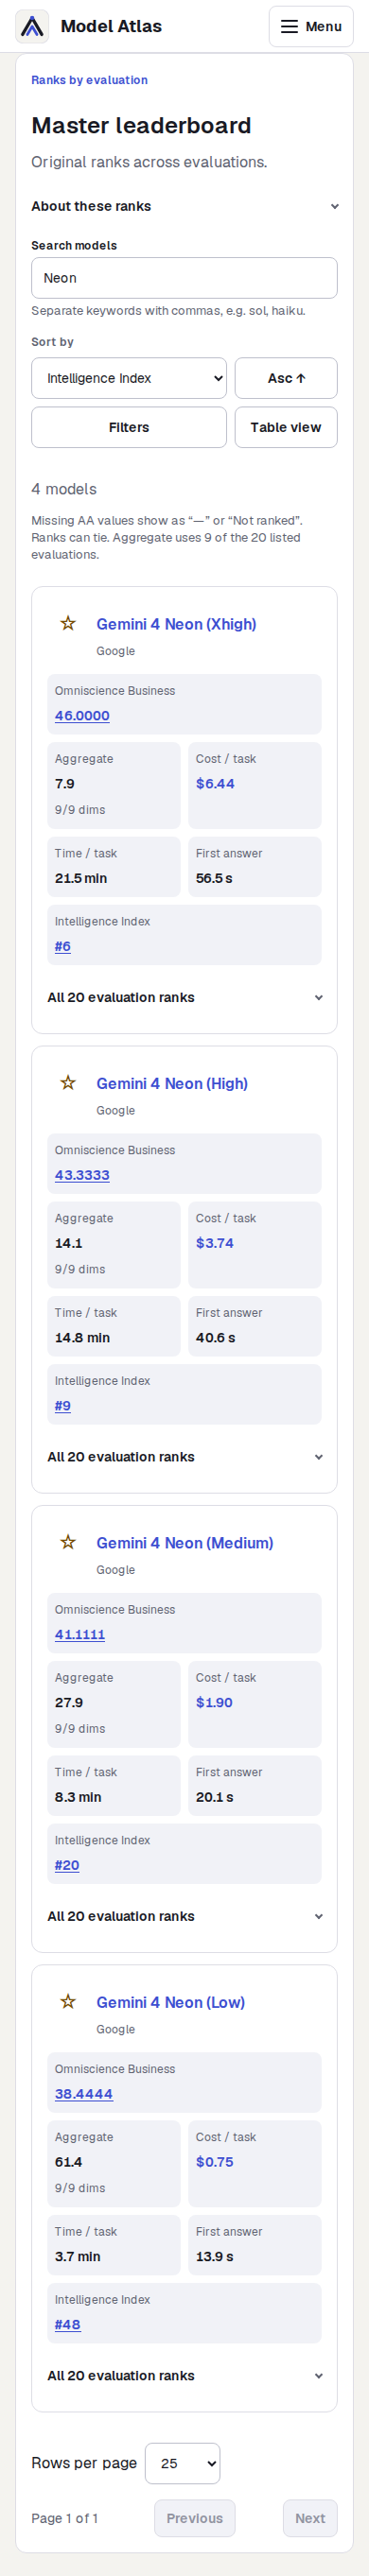 Model Atlas
Menu
Ranks by evaluation
Master leaderboard
Original ranks across evaluations.
About these ranks
Search models
Neon
Separate keywords with commas, e.g. sol, haiku.
Sort by
Intelligence Index
Asc ↑
Filters
Table view
4 models
Missing AA values show as “—” or “Not ranked”.
Ranks can tie. Aggregate uses 9 of the 20 listed
evaluations.
☆ Gemini 4 Neon (Xhigh)
Google
Omniscience Business
46.0000
Aggregate
7.9
9/9 dims
Cost / task
$6.44
Time / task
21.5 min
First answer
56.5 s
Intelligence Index
#6
All 20 evaluation ranks
☆ Gemini 4 Neon (High)
Google
Omniscience Business
43.3333
Aggregate
14.1
9/9 dims
Cost / task
$3.74
Time / task
14.8 min
First answer
40.6 s
Intelligence Index
#9
All 20 evaluation ranks
☆ Gemini 4 Neon (Medium)
Google
Omniscience Business
41.1111
Aggregate
27.9
9/9 dims
Cost / task
$1.90
Time / task
8.3 min
First answer
20.1 s
Intelligence Index
#20
All 20 evaluation ranks
☆ Gemini 4 Neon (Low)
Google
Omniscience Business
38.4444
Aggregate
61.4
9/9 dims
Cost / task
$0.75
Time / task
3.7 min
First answer
13.9 s
Intelligence Index
#48
All 20 evaluation ranks
Rows per page
25
Page 1 of 1
Previous
Next